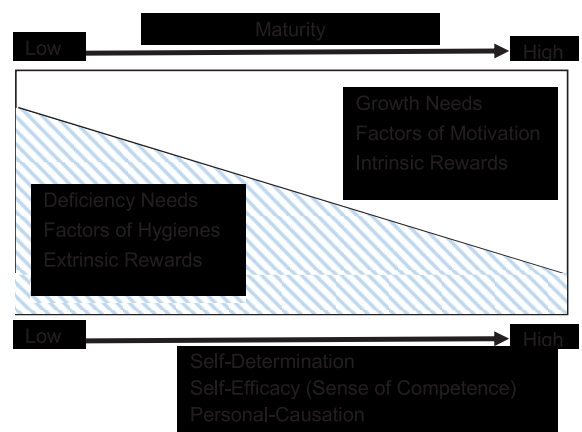 Maturity
Low High
Growth Needs
Factors of Motivation
Intrinsic Rewards
Deficiency Needs
Factors of Hygienes
Extrinsic Rewards
Low High
Self-Determination
Self-Efficacy (Sense of Competence)
Personal-Causation